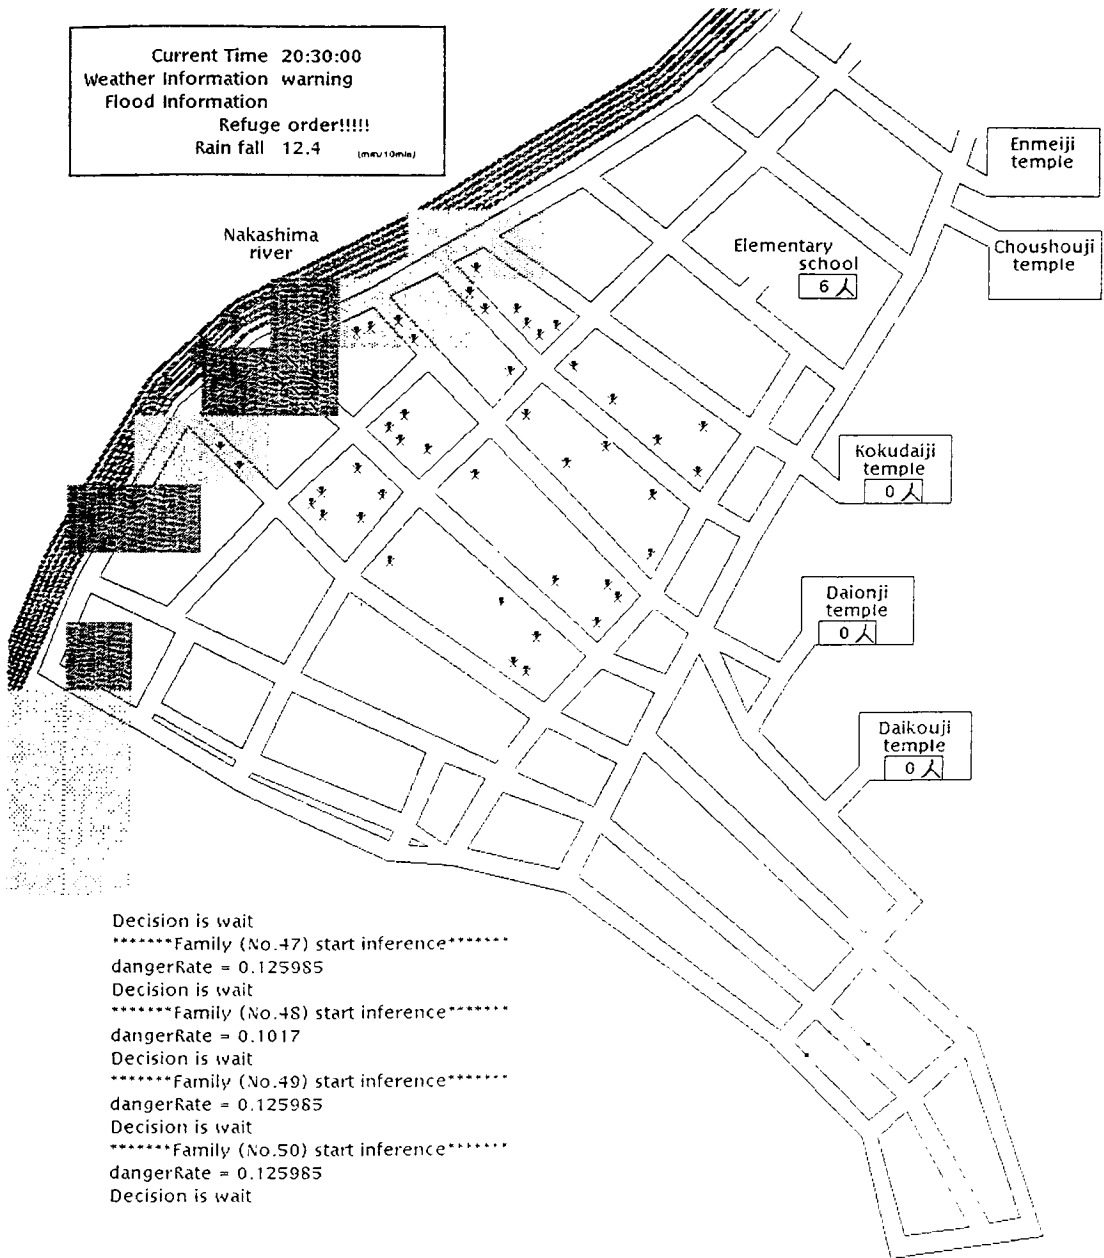 Current Time 20:30:00
Weather Information warning
Flood Information
Refuge order!!!!!
Rain fall 12.4 (mm/10min)
Enmeiji
temple
Nakashima
river
Elementary
school
6 人
Choushouji
temple
Kokudaiji
temple
0 人
Daionji
temple
0 人
Daikouji
temple
0 人
Decision is wait
*******Family (No.47) start inference*******
dangerRate = 0.125985
Decision is wait
*******Family (No.48) start inference*******
dangerRate = 0.1017
Decision is wait
*******Family (No.49) start inference*******
dangerRate = 0.125985
Decision is wait
*******Family (No.50) start inference*******
dangerRate = 0.125985
Decision is wait